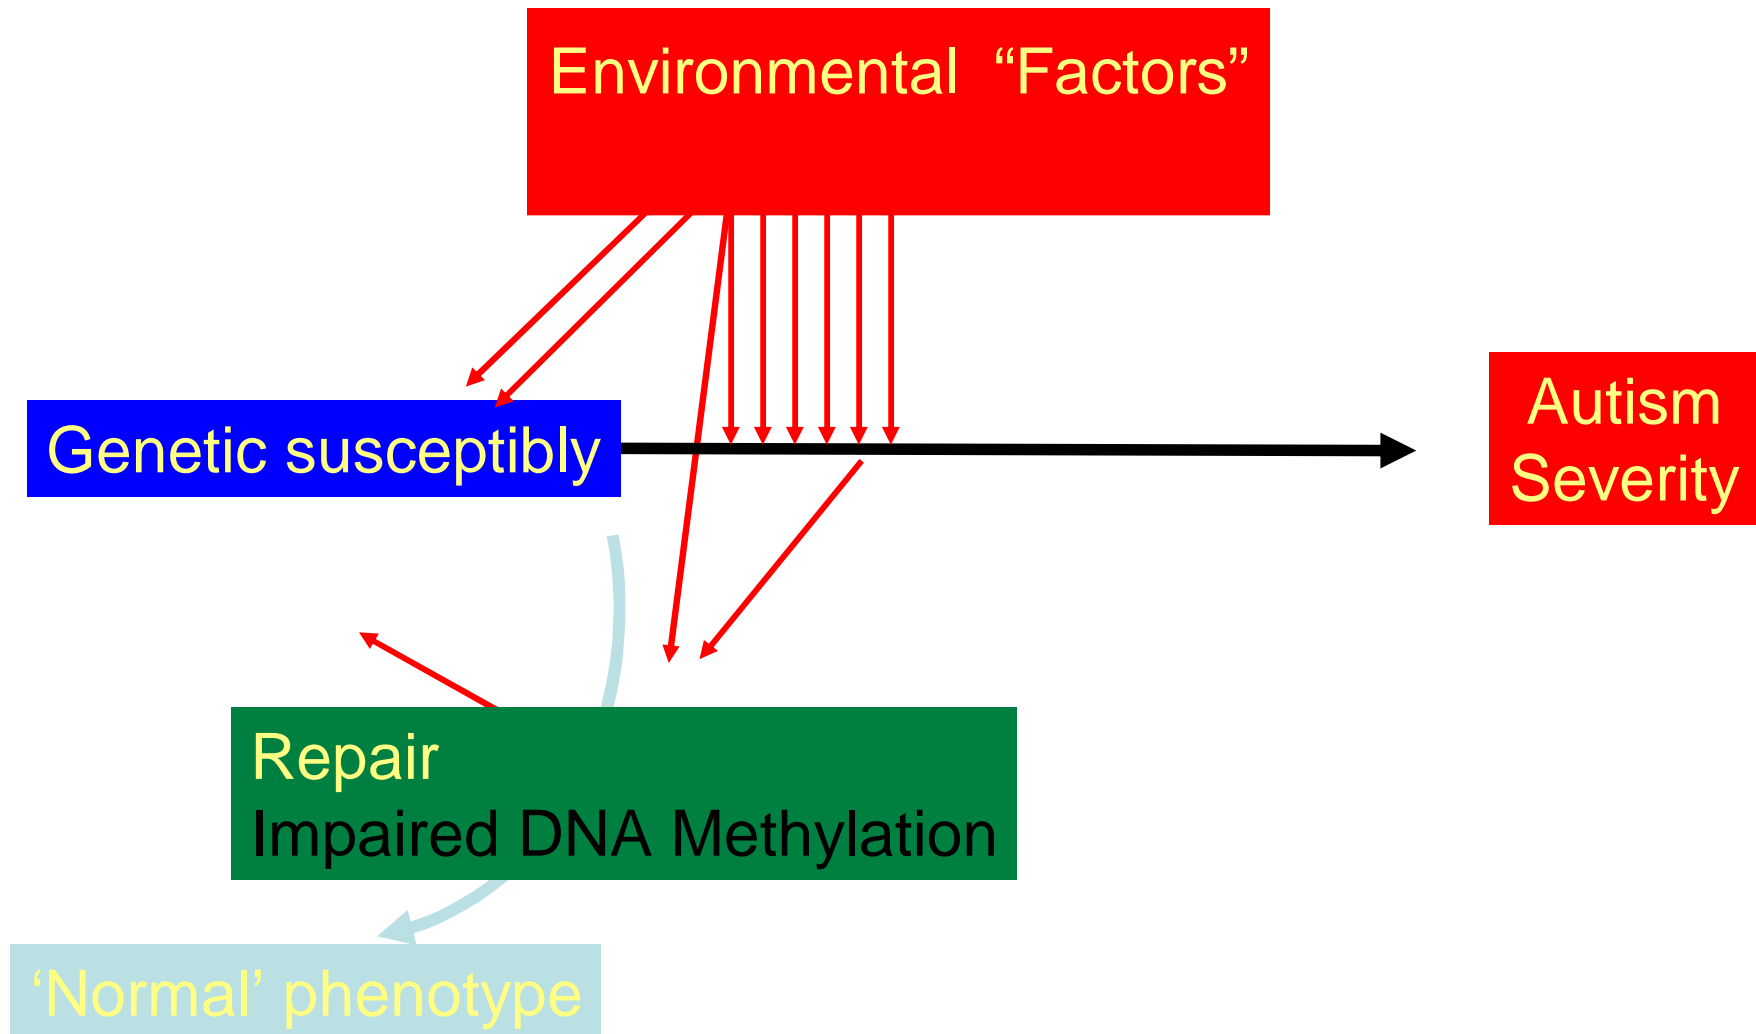 Environmental “Factors”
Genetic susceptibly
Autism
Severity
Repair
Impaired DNA Methylation
‘Normal’ phenotype